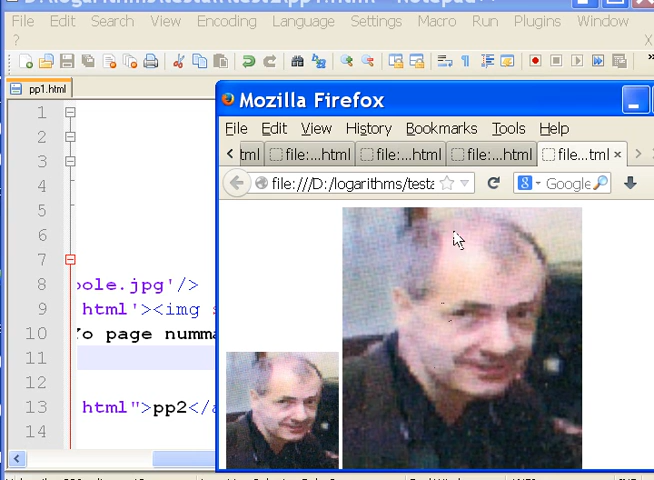 File Edit Search View Encoding Language Settings Macro Run Plugins Window
?
X
pp1.html
1
2
3
4
5
6
7
8 pole.jpg'/>
9 html'><img s
10 o page numma
11
12
13 html">pp2</a
14
Mozilla Firefox
File Edit View History Bookmarks Tools Help
tml file:...html file:...html file:...html file...tml
file:///D:/logarithms/testa Google